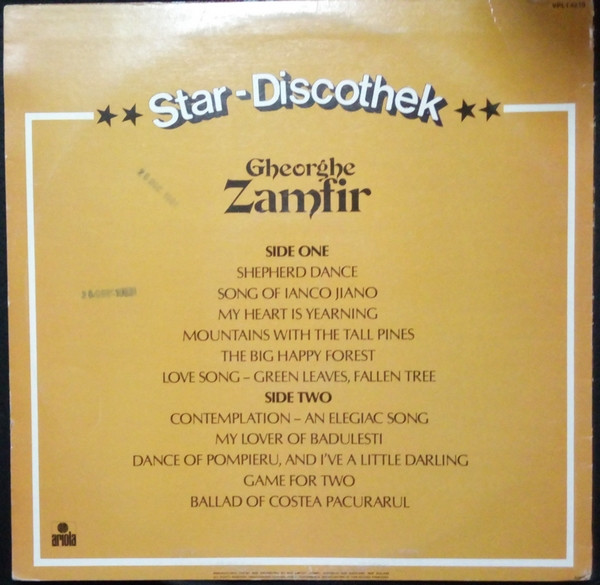 Star-Discothek
Gheorghe
Zamfir
SIDE ONE
SHEPHERD DANCE
SONG OF IANCO JIANO
MY HEART IS YEARNING
MOUNTAINS WITH THE TALL PINES
THE BIG HAPPY FOREST
LOVE SONG – GREEN LEAVES, FALLEN TREE
SIDE TWO
CONTEMPLATION – AN ELEGIAC SONG
MY LOVER OF BADULESTI
DANCE OF POMPIERU, AND I'VE A LITTLE DARLING
GAME FOR TWO
BALLAD OF COSTEA PACURARUL
ariola